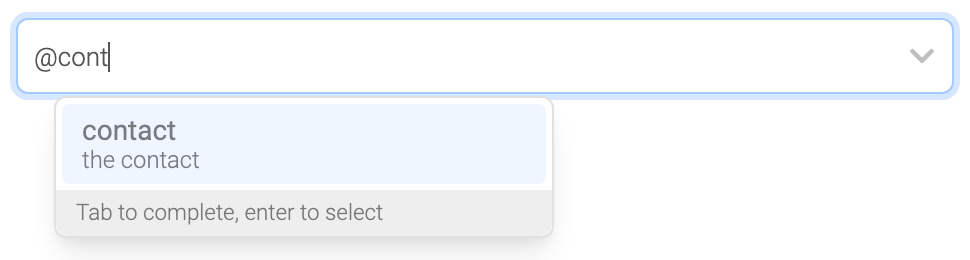 @cont
contact
the contact
Tab to complete, enter to select